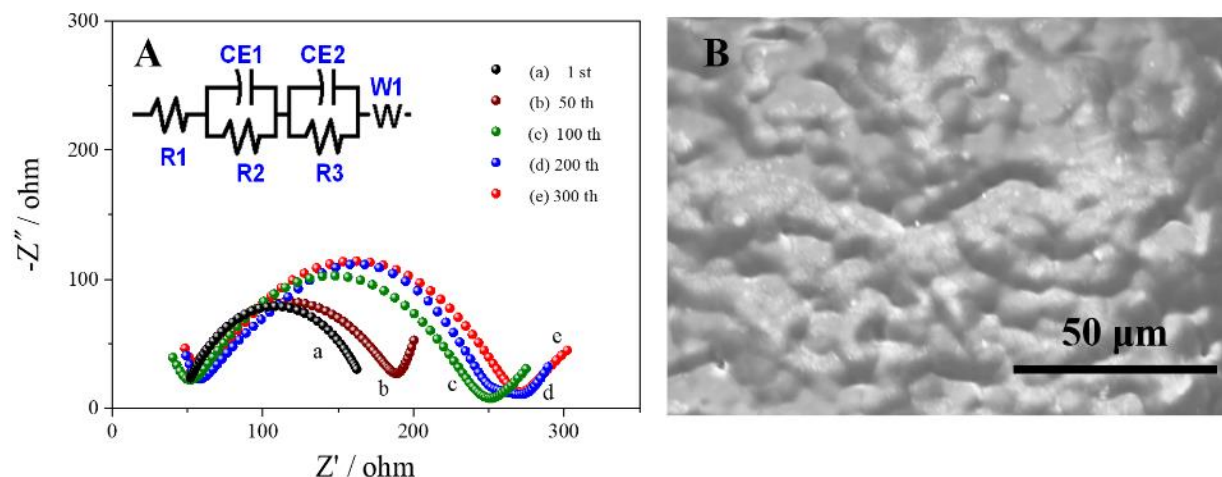 300
200
100
0
-Z″ / ohm
0 100 200 300
Z' / ohm
A
CE1 CE2
W1
R1
R2 R3
(a) 1 st
(b) 50 th
(c) 100 th
(d) 200 th
(e) 300 th
a
b
c
d
e
B
50 μm